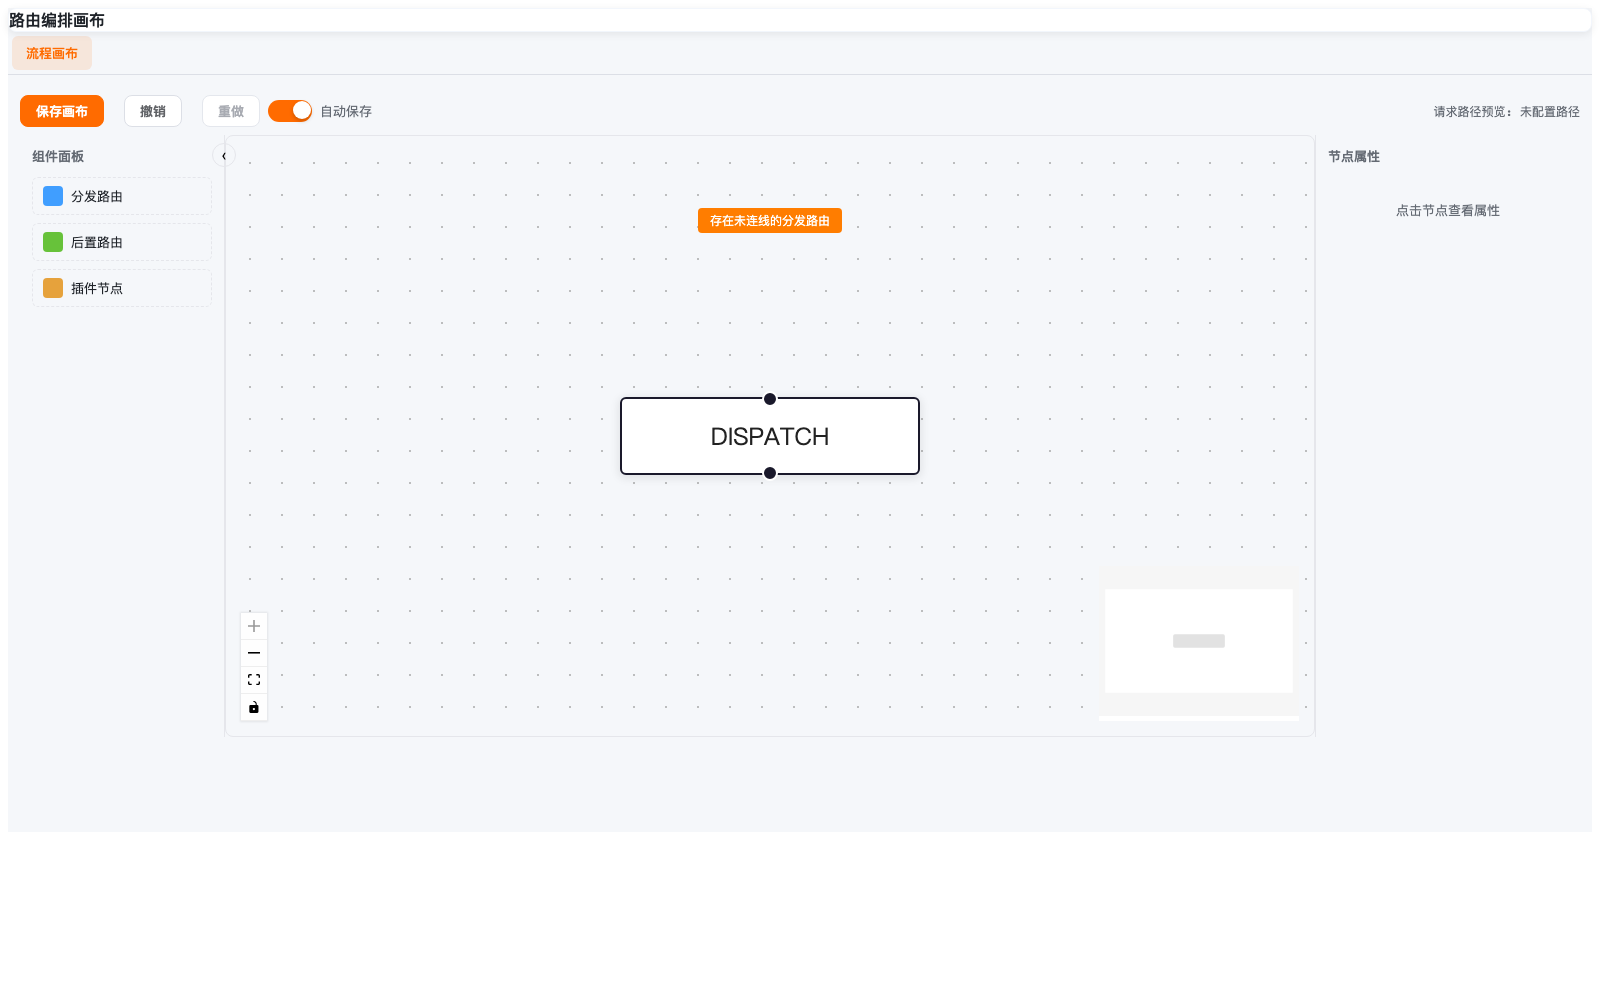 路由编排画布
流程画布
保存画布
撤销
重做
自动保存
请求路径预览：未配置路径
组件面板
分发路由
后置路由
插件节点
存在未连线的分发路由
DISPATCH
节点属性
点击节点查看属性